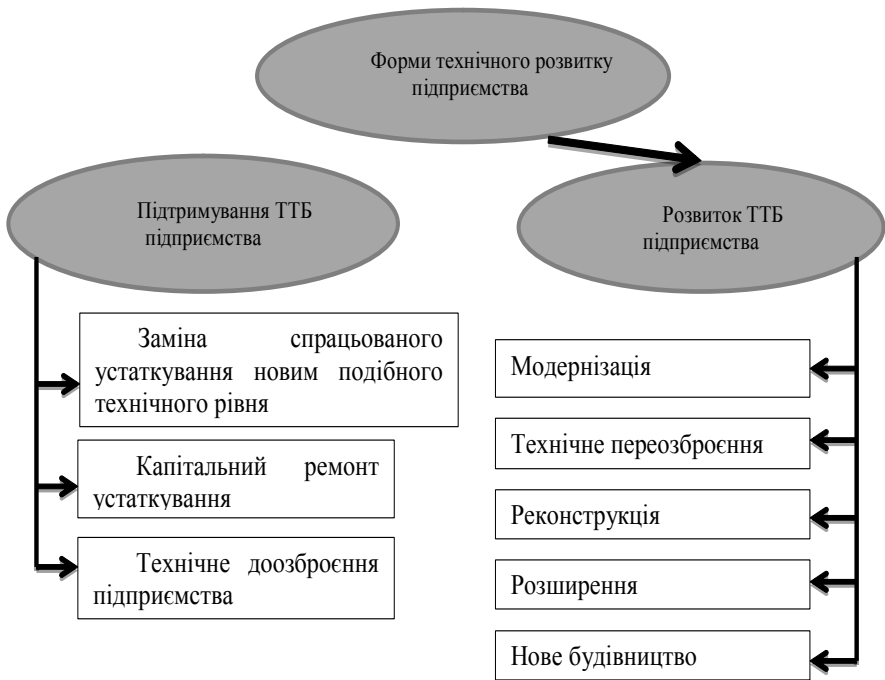 Форми технічного розвитку
підприємства
Підтримування ТТБ
підприємства
Розвиток ТТБ
підприємства
Заміна спрацьованого
устаткування новим подібного
технічного рівня
Капітальний ремонт
устаткування
Технічне доозброєння
підприємства
Модернізація
Технічне переозброєння
Реконструкція
Розширення
Нове будівництво